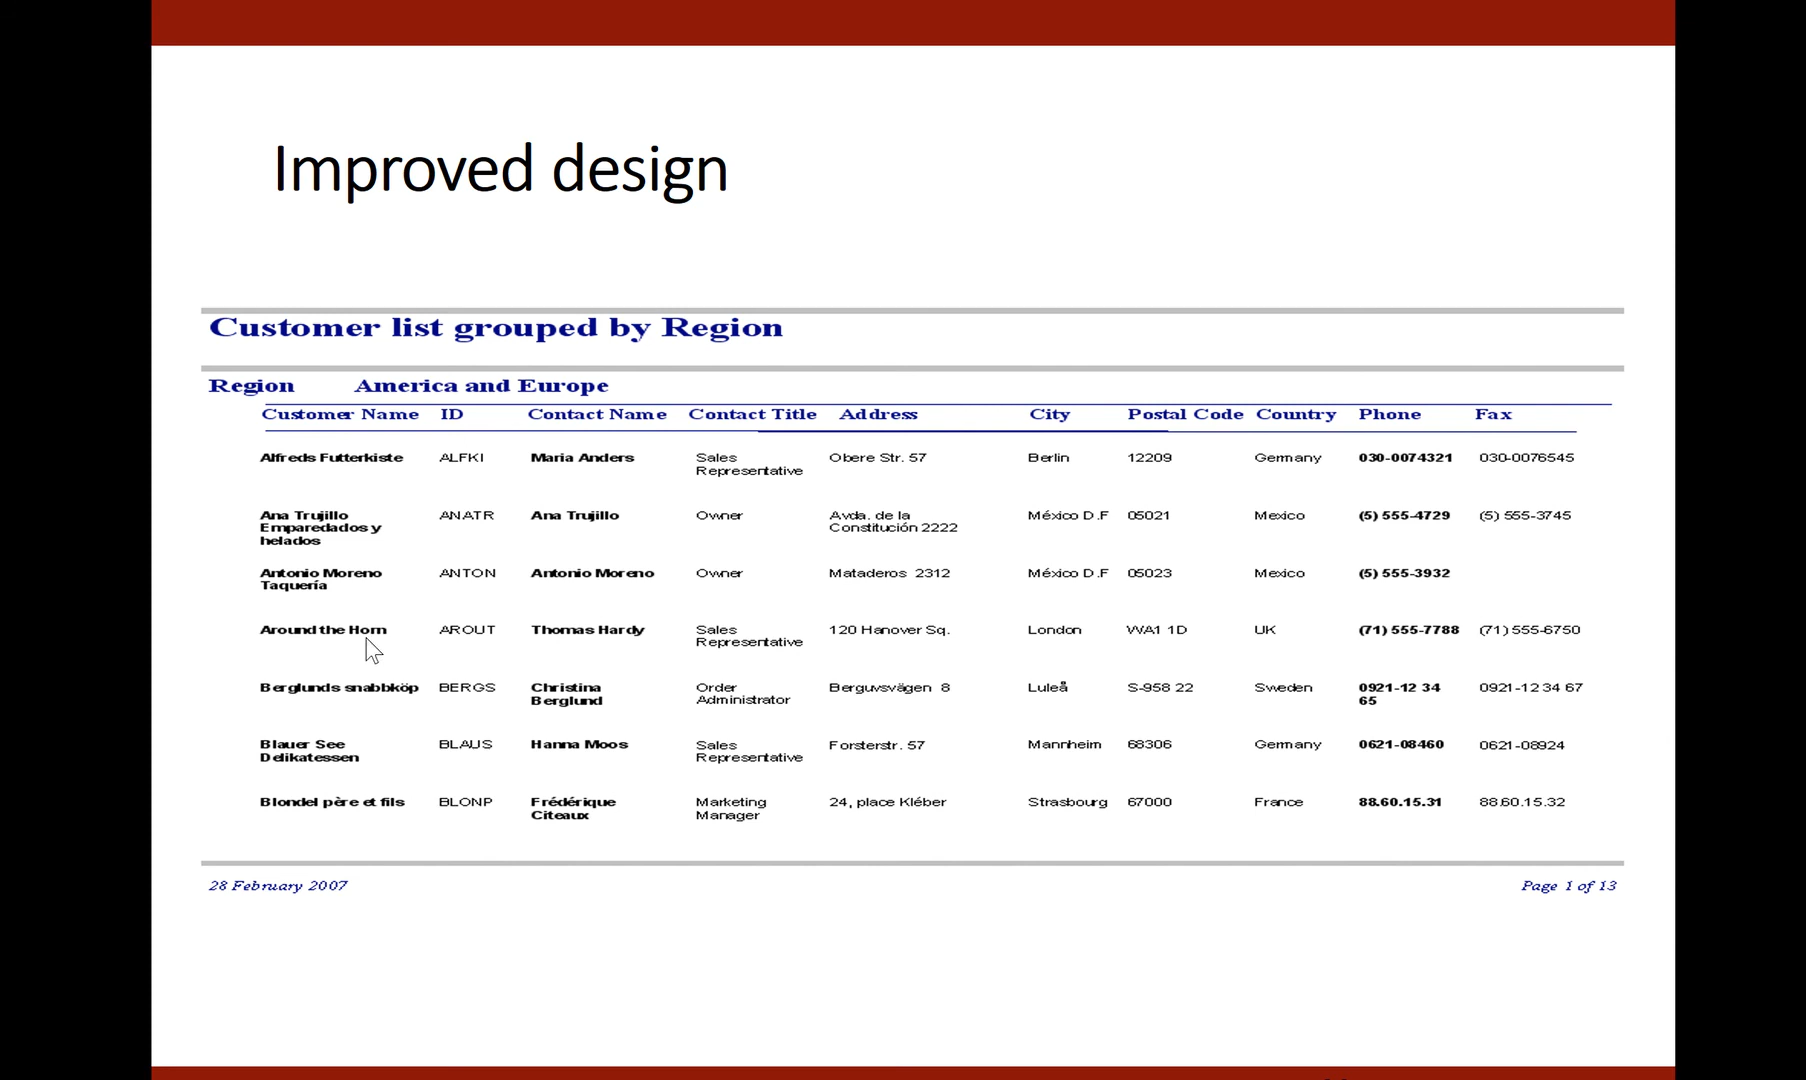 Improved design
Customer list grouped by Region
Region America and Europe
Customer Name ID Contact Name Contact Title Address City Postal Code Country Phone Fax
Alfreds Futterkiste ALFKI Maria Anders Sales Representative Obere Str. 57 Berlin 12209 Germany 030-0074321 030-0076545
Ana Trujillo Emparedados y helados ANATR Ana Trujillo Owner Avda. de la Constitución 2222 México D.F 05021 Mexico (5) 555-4729 (5) 555-3745
Antonio Moreno Taquería ANTON Antonio Moreno Owner Mataderos 2312 México D.F 05023 Mexico (5) 555-3932
Around the Horn AROUT Thomas Hardy Sales Representative 120 Hanover Sq. London WA1 1D UK (71) 555-7788 (71) 555-6750
Berglunds snabbköp BERGS Christina Berglund Order Administrator Berguvsvägen 8 Luleå S-958 22 Sweden 0921-12 34 65 0921-12 34 67
Blauer See Delikatessen BLAUS Hanna Moos Sales Representative Forsterstr. 57 Mannheim 68306 Germany 0621-08460 0621-08924
Blondel père et fils BLONP Frédérique Citeaux Marketing Manager 24, place Kléber Strasbourg 67000 France 88.60.15.31 88.60.15.32
28 February 2007 Page 1 of 13